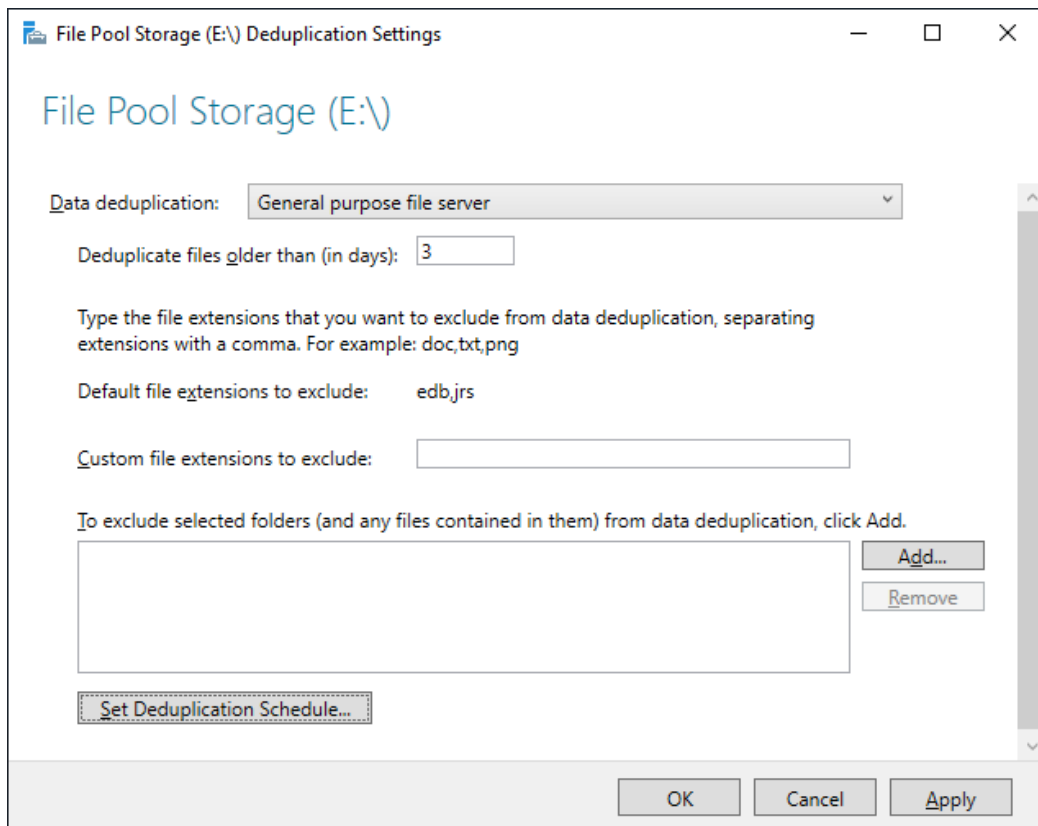 File Pool Storage (E:\) Deduplication Settings
File Pool Storage (E:\)
Data deduplication: General purpose file server
Deduplicate files older than (in days): 3
Type the file extensions that you want to exclude from data deduplication, separating
extensions with a comma. For example: doc,txt,png
Default file extensions to exclude: edb,jrs
Custom file extensions to exclude:
To exclude selected folders (and any files contained in them) from data deduplication, click Add.
Add...
Remove
Set Deduplication Schedule...
OK Cancel Apply